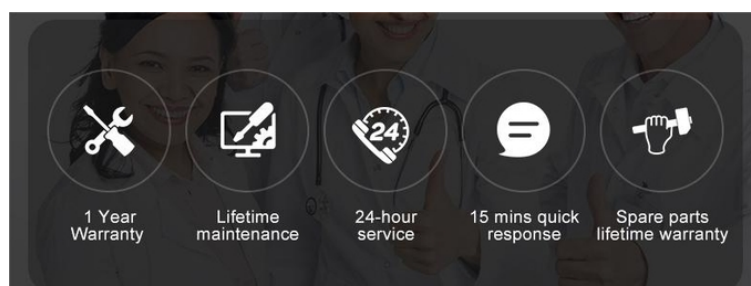 24
1 Year
Warranty
Lifetime
maintenance
24-hour
service
15 mins quick
response
Spare parts
lifetime warranty